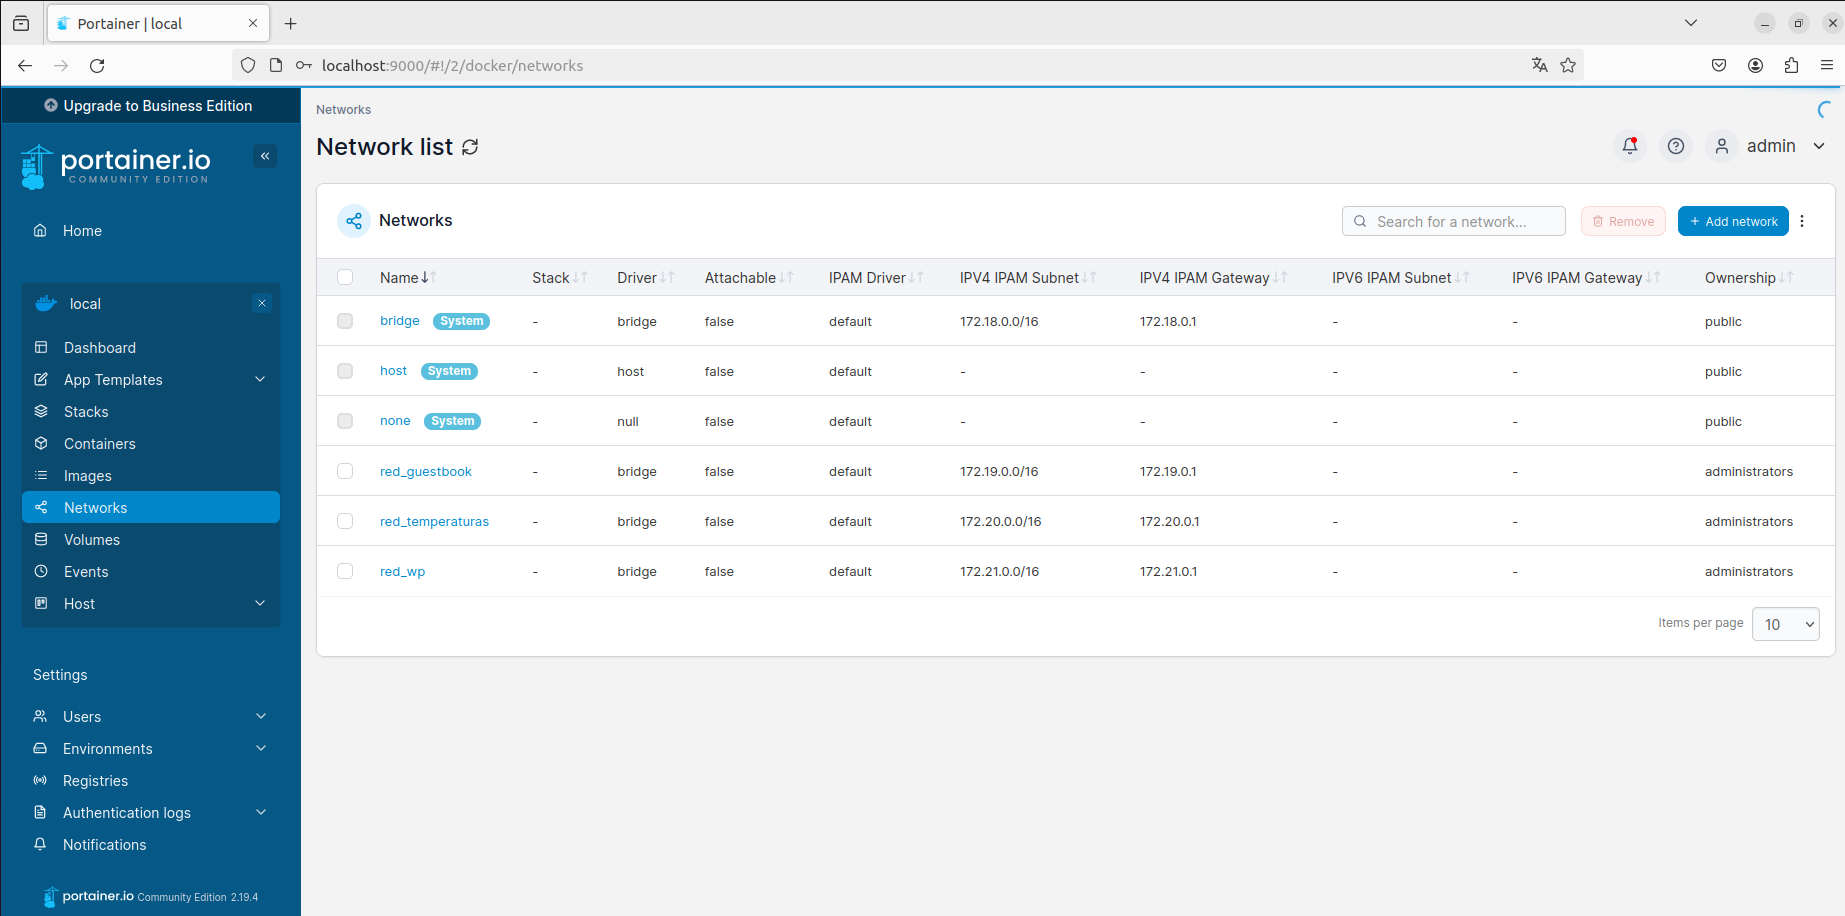 Portainer | local
localhost:9000/#!/2/docker/networks
Upgrade to Business Edition
portainer.io
COMMUNITY EDITION
Home
local
Dashboard
App Templates
Stacks
Containers
Images
Networks
Volumes
Events
Host
Settings
Users
Environments
Registries
Authentication logs
Notifications
portainer.io Community Edition 2.19.4
Networks
Network list
admin
Networks
Search for a network...
Remove
+ Add network
Name Stack Driver Attachable IPAM Driver IPV4 IPAM Subnet IPV4 IPAM Gateway IPV6 IPAM Subnet IPV6 IPAM Gateway Ownership
bridge System - bridge false default 172.18.0.0/16 172.18.0.1 - - public
host System - host false default - - - - public
none System - null false default - - - - public
red_guestbook - bridge false default 172.19.0.0/16 172.19.0.1 - - administrators
red_temperaturas - bridge false default 172.20.0.0/16 172.20.0.1 - - administrators
red_wp - bridge false default 172.21.0.0/16 172.21.0.1 - - administrators
Items per page 10